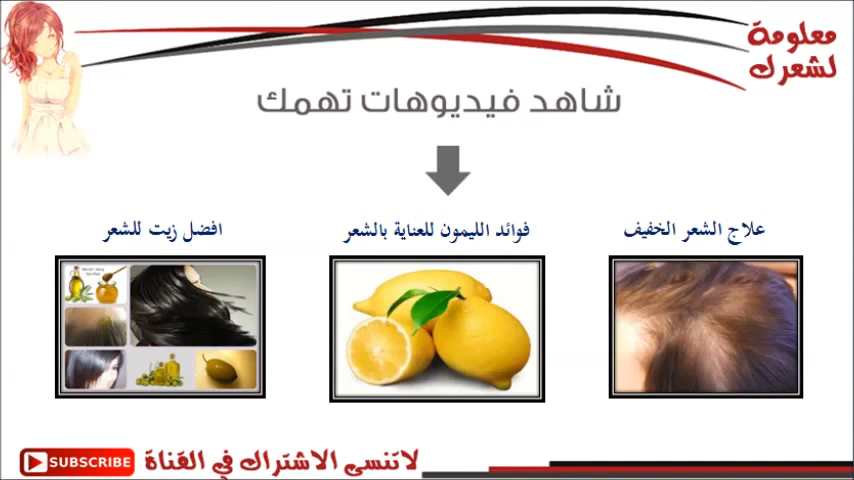 معلومة
لشعرك
شاهد فيديوهات تهمك
علاج الشعر الخفيف
فوائد الليمون للعناية بالشعر
افضل زيت للشعر
لاتنسى الاشتراك في القناة
SUBSCRIBE